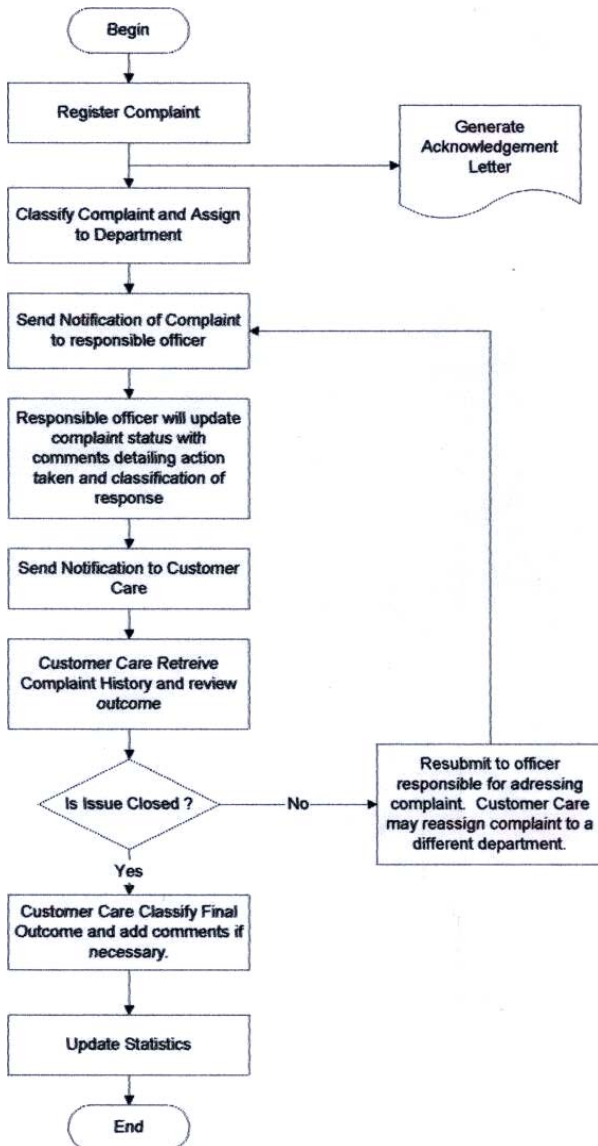 Begin
Register Complaint
Generate
Acknowledgement
Letter
Classify Complaint and Assign
to Department
Send Notification of Complaint
to responsible officer
Responsible officer will update
complaint status with
comments detailing action
taken and classification of
response
Send Notification to Customer
Care
Customer Care Retreive
Complaint History and review
outcome
Is Issue Closed ?
No
Resubmit to officer
responsible for adressing
complaint. Customer Care
may reassign complaint to a
different department.
Yes
Customer Care Classify Final
Outcome and add comments if
necessary.
Update Statistics
End